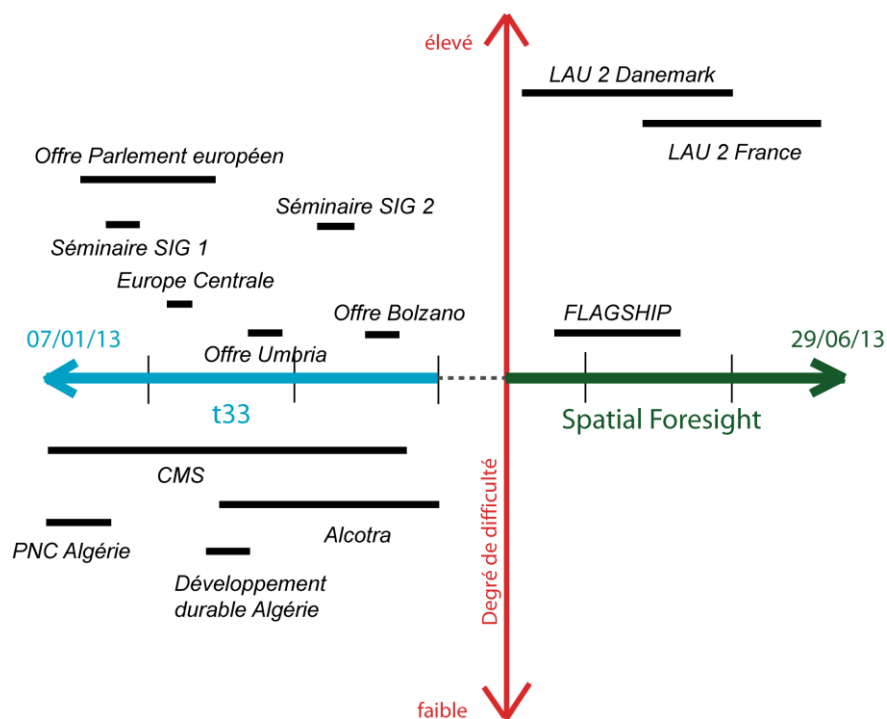 élevé
LAU 2 Danemark
LAU 2 France
Offre Parlement européen
Séminaire SIG 2
Séminaire SIG 1
Europe Centrale
Offre Bolzano
FLAGSHIP
07/01/13
Offre Umbria
29/06/13
t33
Spatial Foresight
CMS
Alcotra
PNC Algérie
Développement
durable Algérie
Degré de difficulté
faible